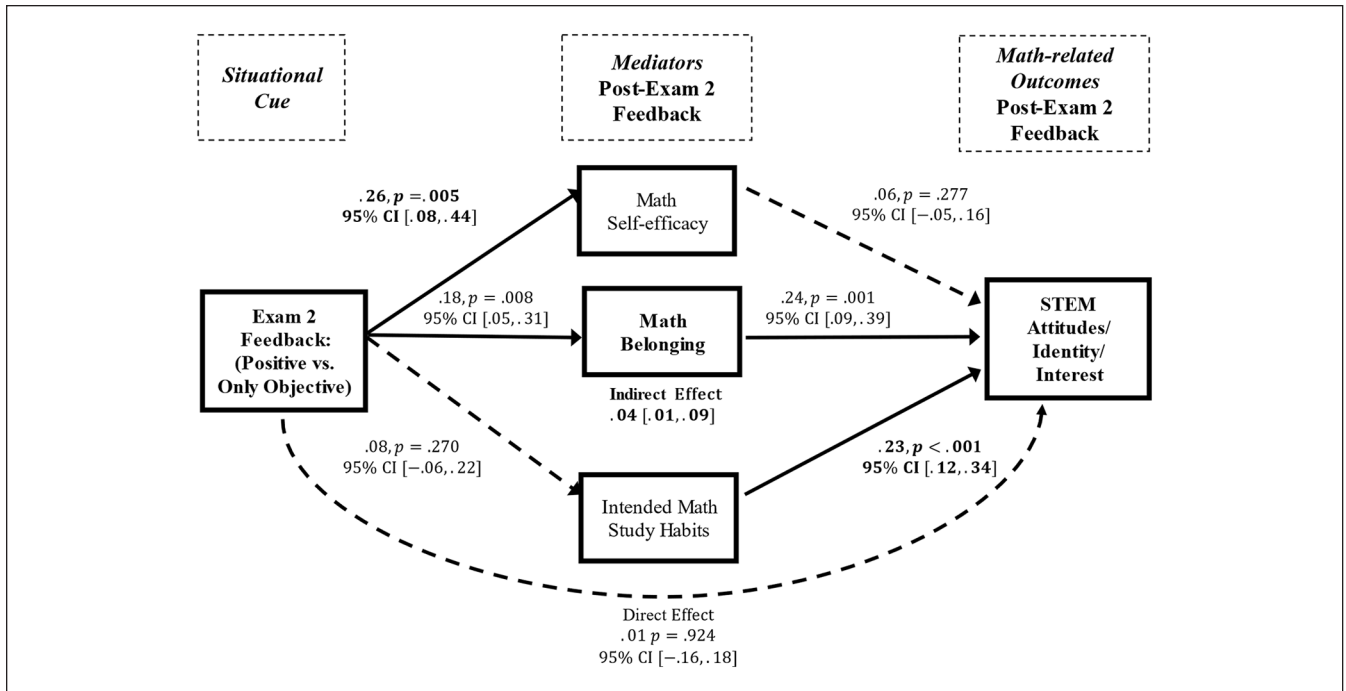 Situational
Cue
Mediators
Post-Exam 2
Feedback
Math-related
Outcomes
Post-Exam 2
Feedback
.26, p =.005
95% CI [.08,.44]
Math
Self-efficacy
.06, p = .277
95% CI [−.05,.16]
Exam 2
Feedback:
(Positive vs.
Only Objective)
.18, p = .008
95% CI [.05,.31]
Math
Belonging
.24, p = .001
95% CI [.09,.39]
STEM
Attitudes/
Identity/
Interest
Indirect Effect
.04 [.01,.09]
.08, p = .270
95% CI [−.06,.22]
Intended Math
Study Habits
.23, p < .001
95% CI [.12,.34]
Direct Effect
.01 p = .924
95% CI [−.16,.18]